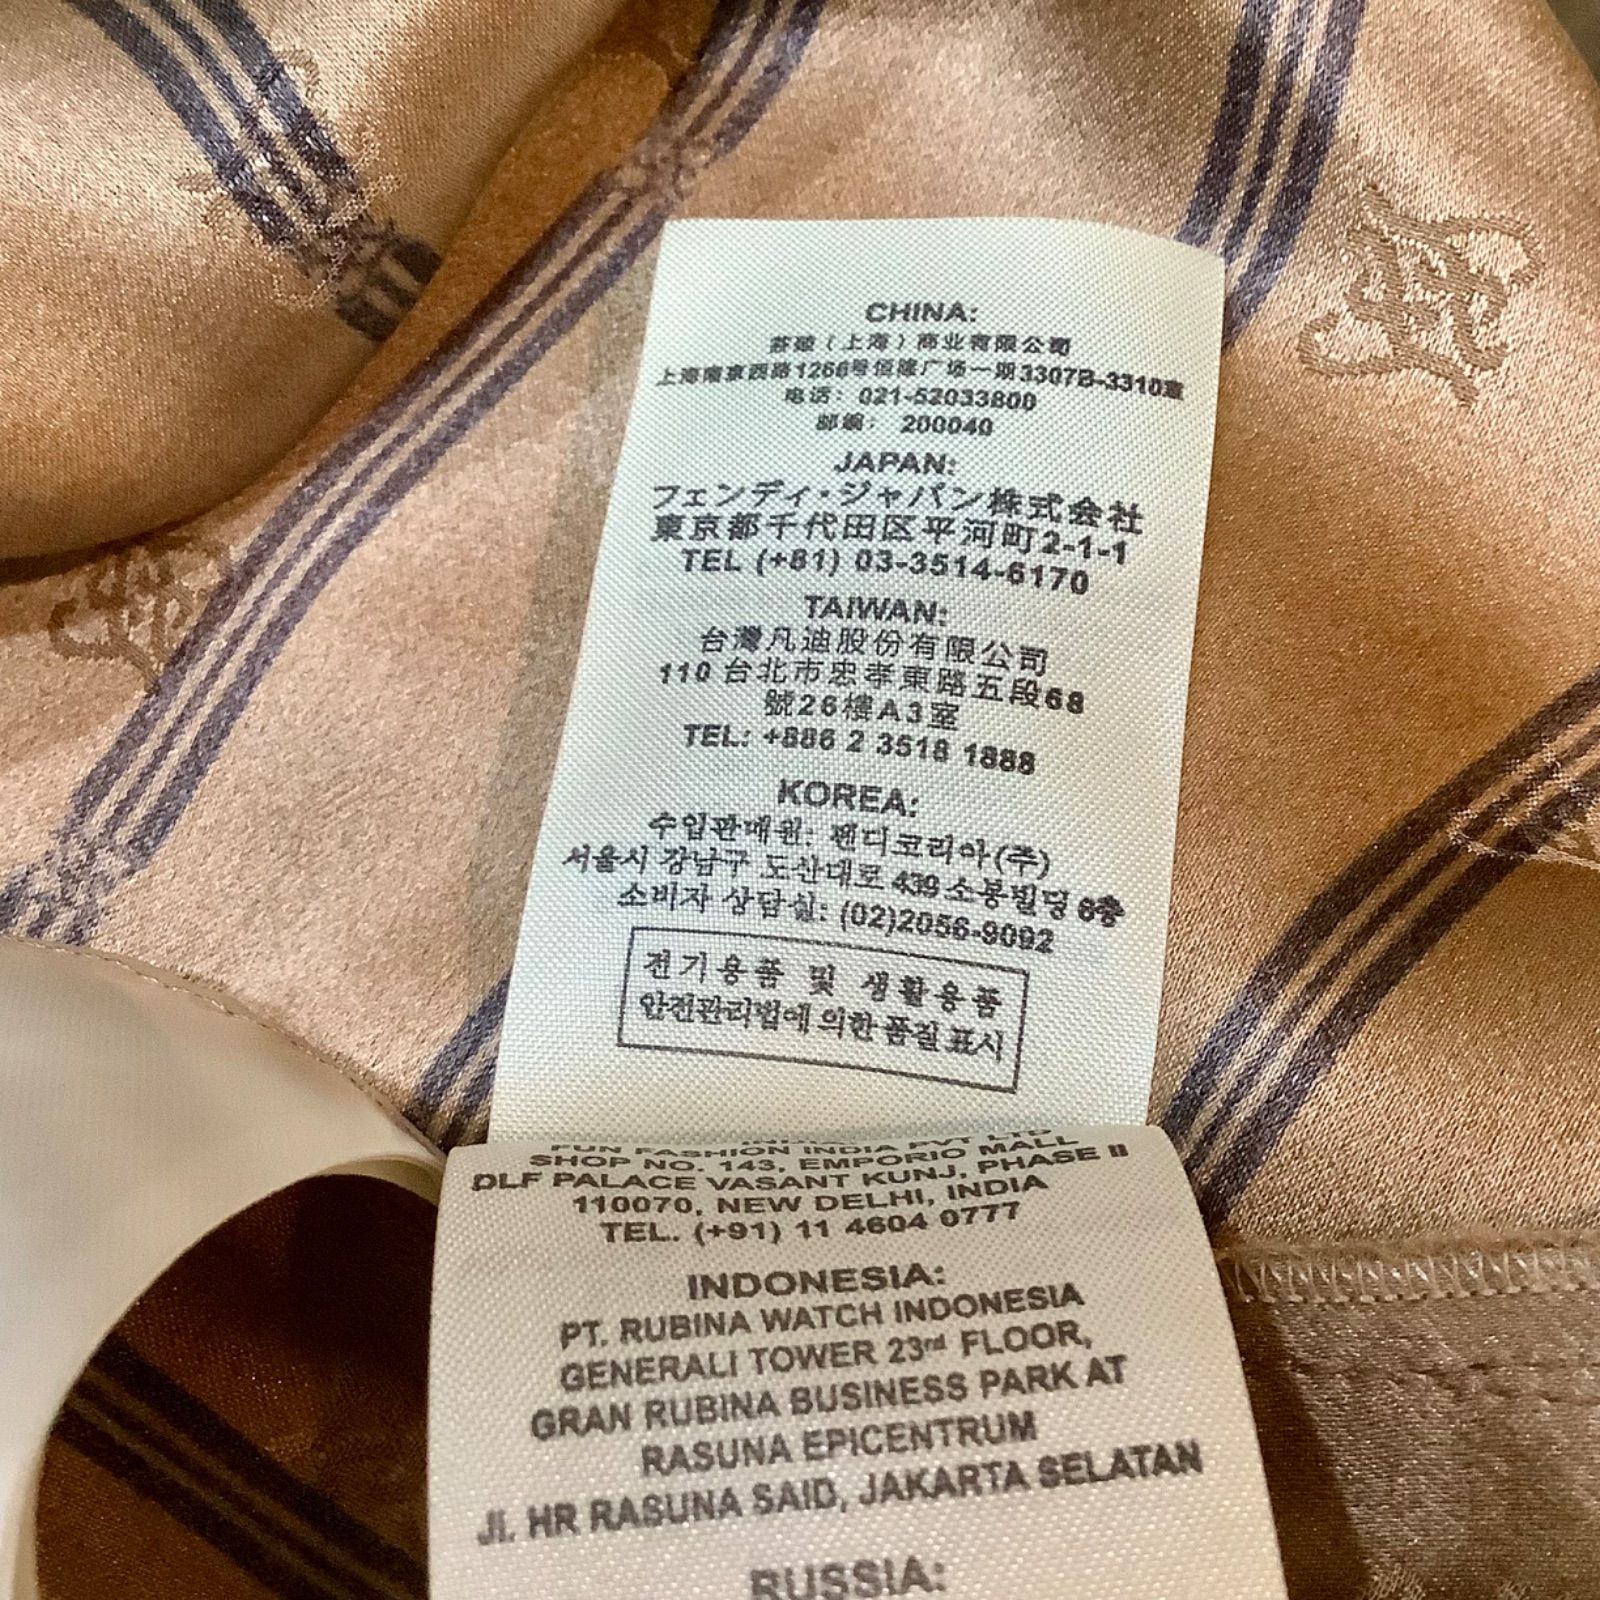 CHINA:
芬迪（上海）商业有限公司
上海南京西路1266号恒隆广场一期3307B-3310室
电话： 021-52033800
邮编： 200040
JAPAN:
フェンディ・ジャパン株式会社
東京都千代田区平河町2-1-1
TEL (+81) 03-3514-6170
TAIWAN:
台灣凡迪股份有限公司
110 台北市忠孝東路五段68
號26樓A3室
TEL: +886 2 3518 1888
KOREA:
수입판매원: 펜디코리아(주)
서울시 강남구 도산대로 439 소봉빌딩 6층
소비자 상담실: (02)2056-9092
전기용품 및 생활용품
안전관리법에 의한 품질표시
FUN FASHION INDIA PVT LTD
SHOP NO. 143, EMPORIO MALL
DLF PALACE VASANT KUNJ, PHASE II
110070, NEW DELHI, INDIA
TEL. (+91) 11 4604 0777
INDONESIA:
PT. RUBINA WATCH INDONESIA
GENERALI TOWER 23rd FLOOR,
GRAN RUBINA BUSINESS PARK AT
RASUNA EPICENTRUM
Jl. HR RASUNA SAID, JAKARTA SELATAN
RUSSIA: